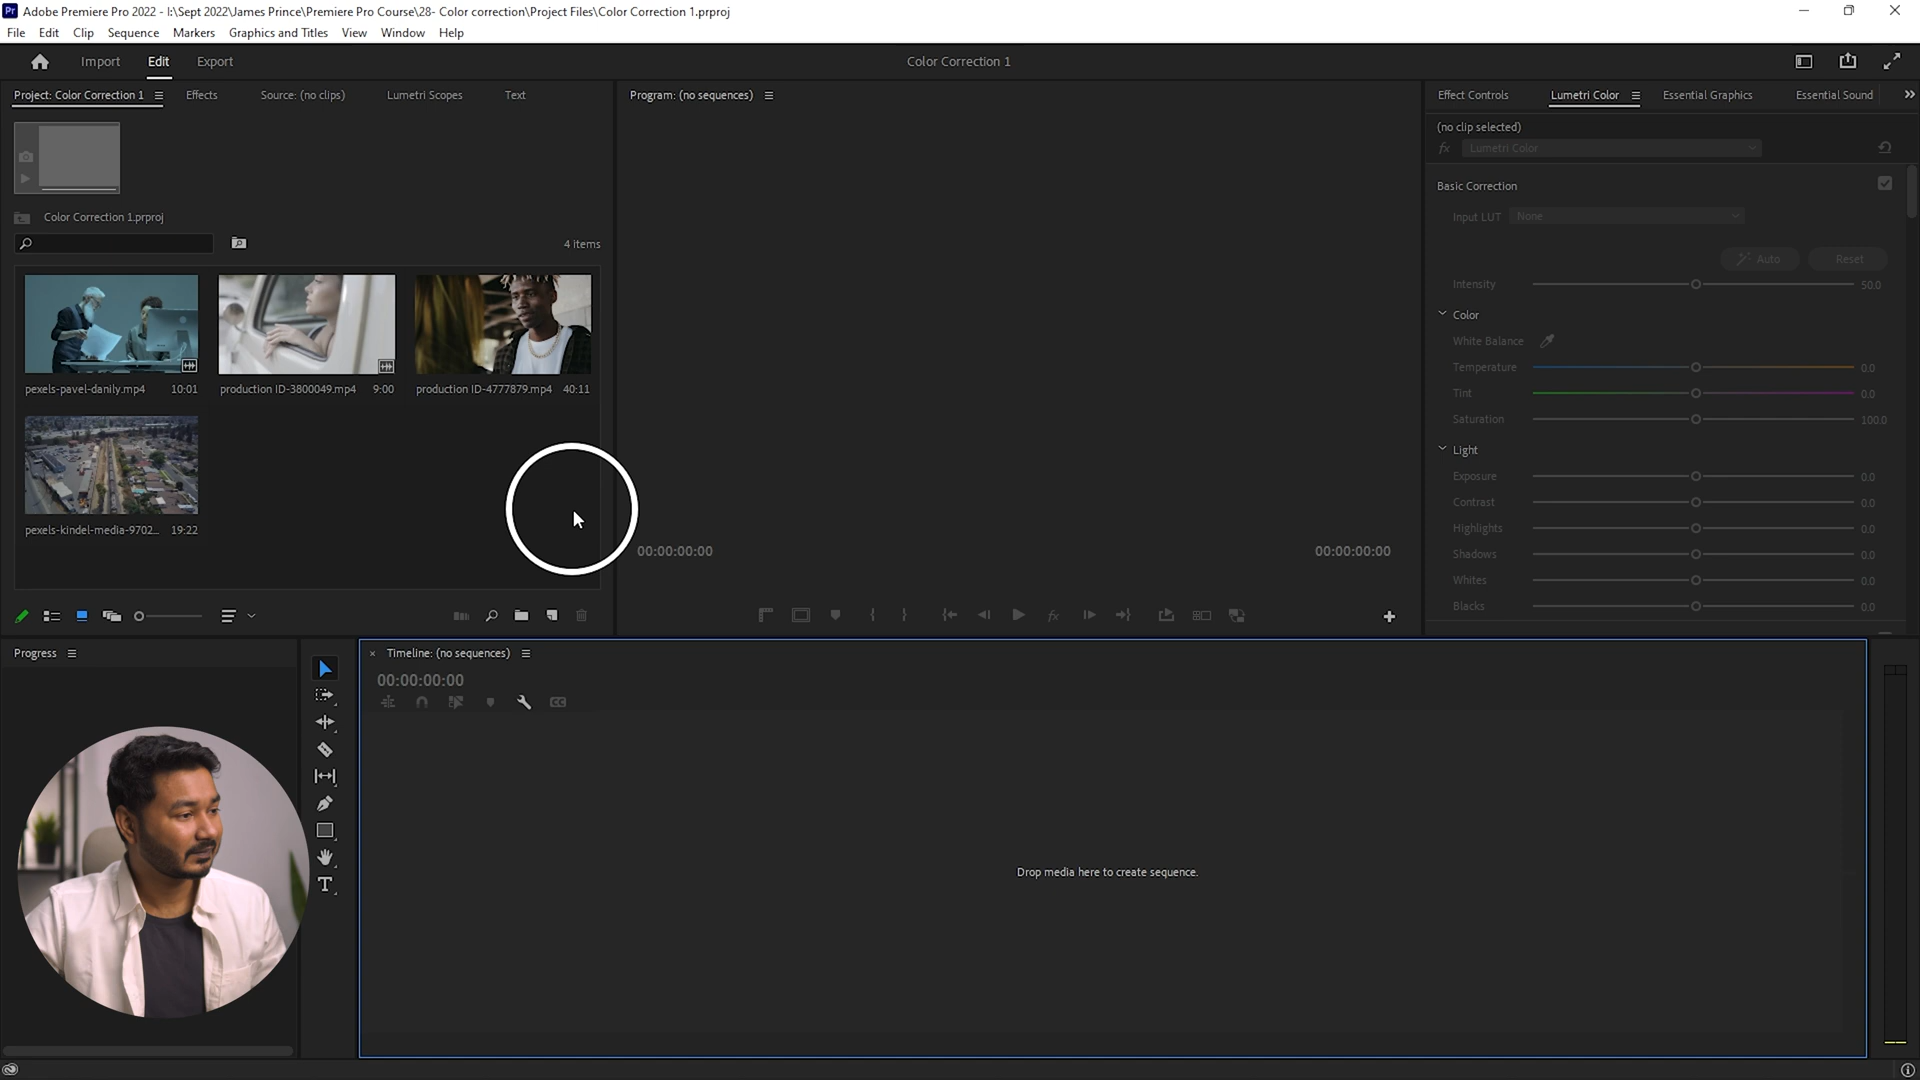 Adobe Premiere Pro 2022 - I:\Sept 2022\James Prince\Premiere Pro Course\28- Color correction\Project Files\Color Correction 1.prproj
File Edit Clip Sequence Markers Graphics and Titles View Window Help
Import Edit Export Color Correction 1
Project: Color Correction 1 Effects Source: (no clips) Lumetri Scopes Text Program: (no sequences) Effect Controls Lumetri Color Essential Graphics Essential Sound
(no clip selected)
fx Lumetri Color
Basic Correction
Color Correction 1.prproj
Input LUT None
4 items
Auto Reset
Intensity 50.0
Color
White Balance
Temperature 0.0
pexels-pavel-danily.mp4 10:01 production ID-3800049.mp4 9:00 production ID-4777879.mp4 40:11
Tint 0.0
Saturation 100.0
Light
Exposure 0.0
Contrast 0.0
Highlights 0.0
pexels-kindel-media-9702... 19:22
00:00:00:00 00:00:00:00
Shadows 0.0
Whites 0.0
Blacks 0.0
fx
Progress
Timeline: (no sequences)
00:00:00:00
CC
Drop media here to create sequence.